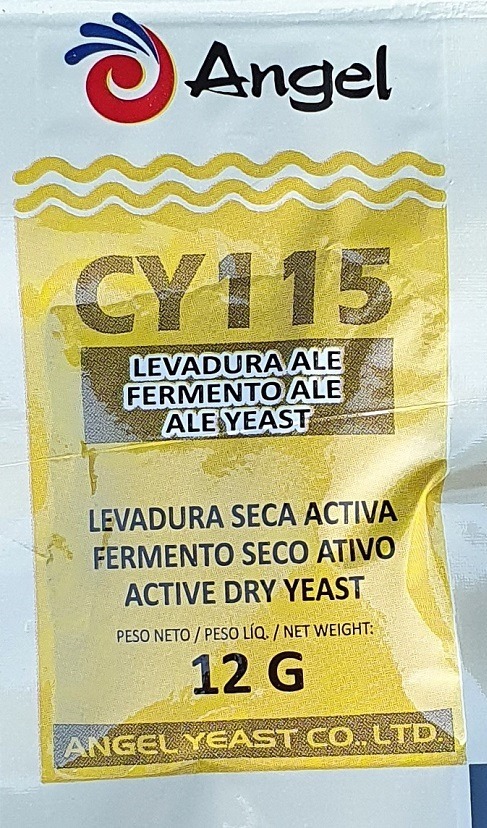 Angel
CY115
LEVADURA ALE
FERMENTO ALE
ALE YEAST
LEVADURA SECA ACTIVA
FERMENTO SECO ATIVO
ACTIVE DRY YEAST
PESO NETO / PESO LÍQ. / NET WEIGHT:
12 G
ANGEL YEAST CO., LTD.